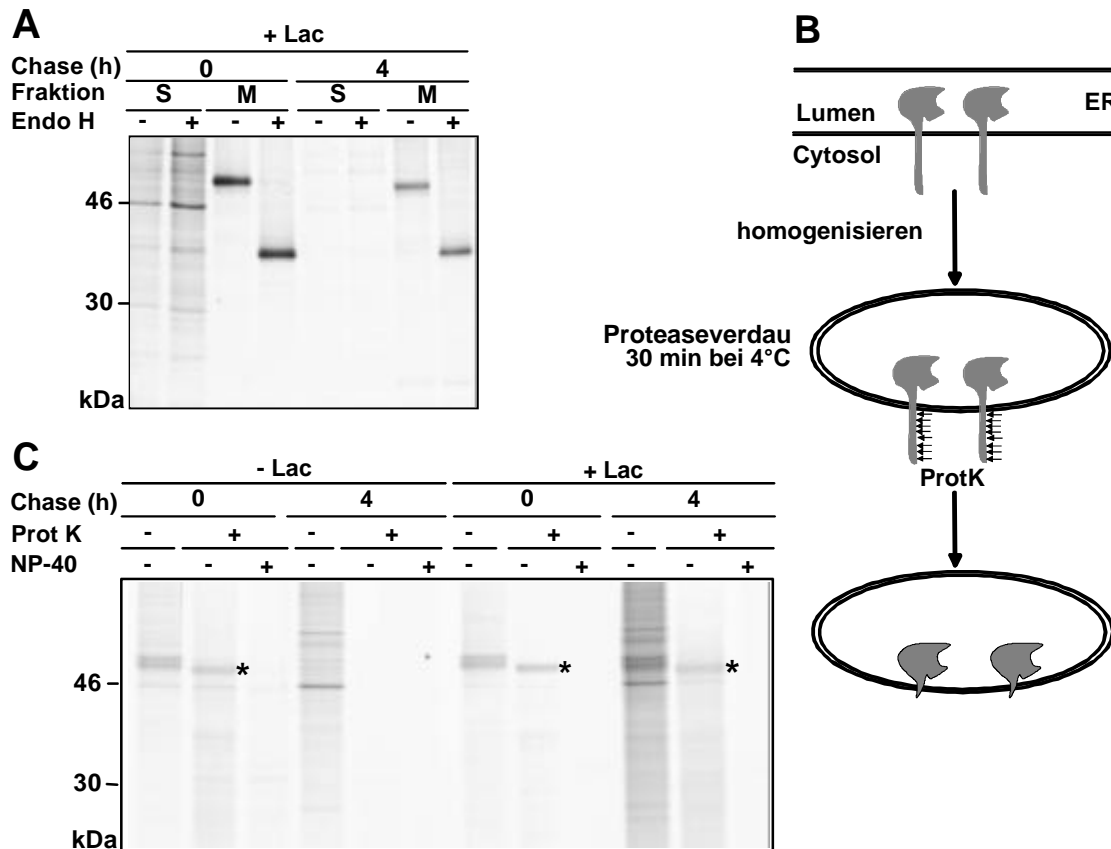 A
+ Lac
Chase (h) 0 4
Fraktion S M S M
Endo H - + - + - + - +
46
30
kDa
B
Lumen ER
Cytosol
homogenisieren
Proteaseverdau
30 min bei 4°C
ProtK
C
- Lac + Lac
Chase (h) 0 4 0 4
Prot K - + - + - + - +
NP-40 - - + - - + - - + - - +
* * *
46
30
kDa